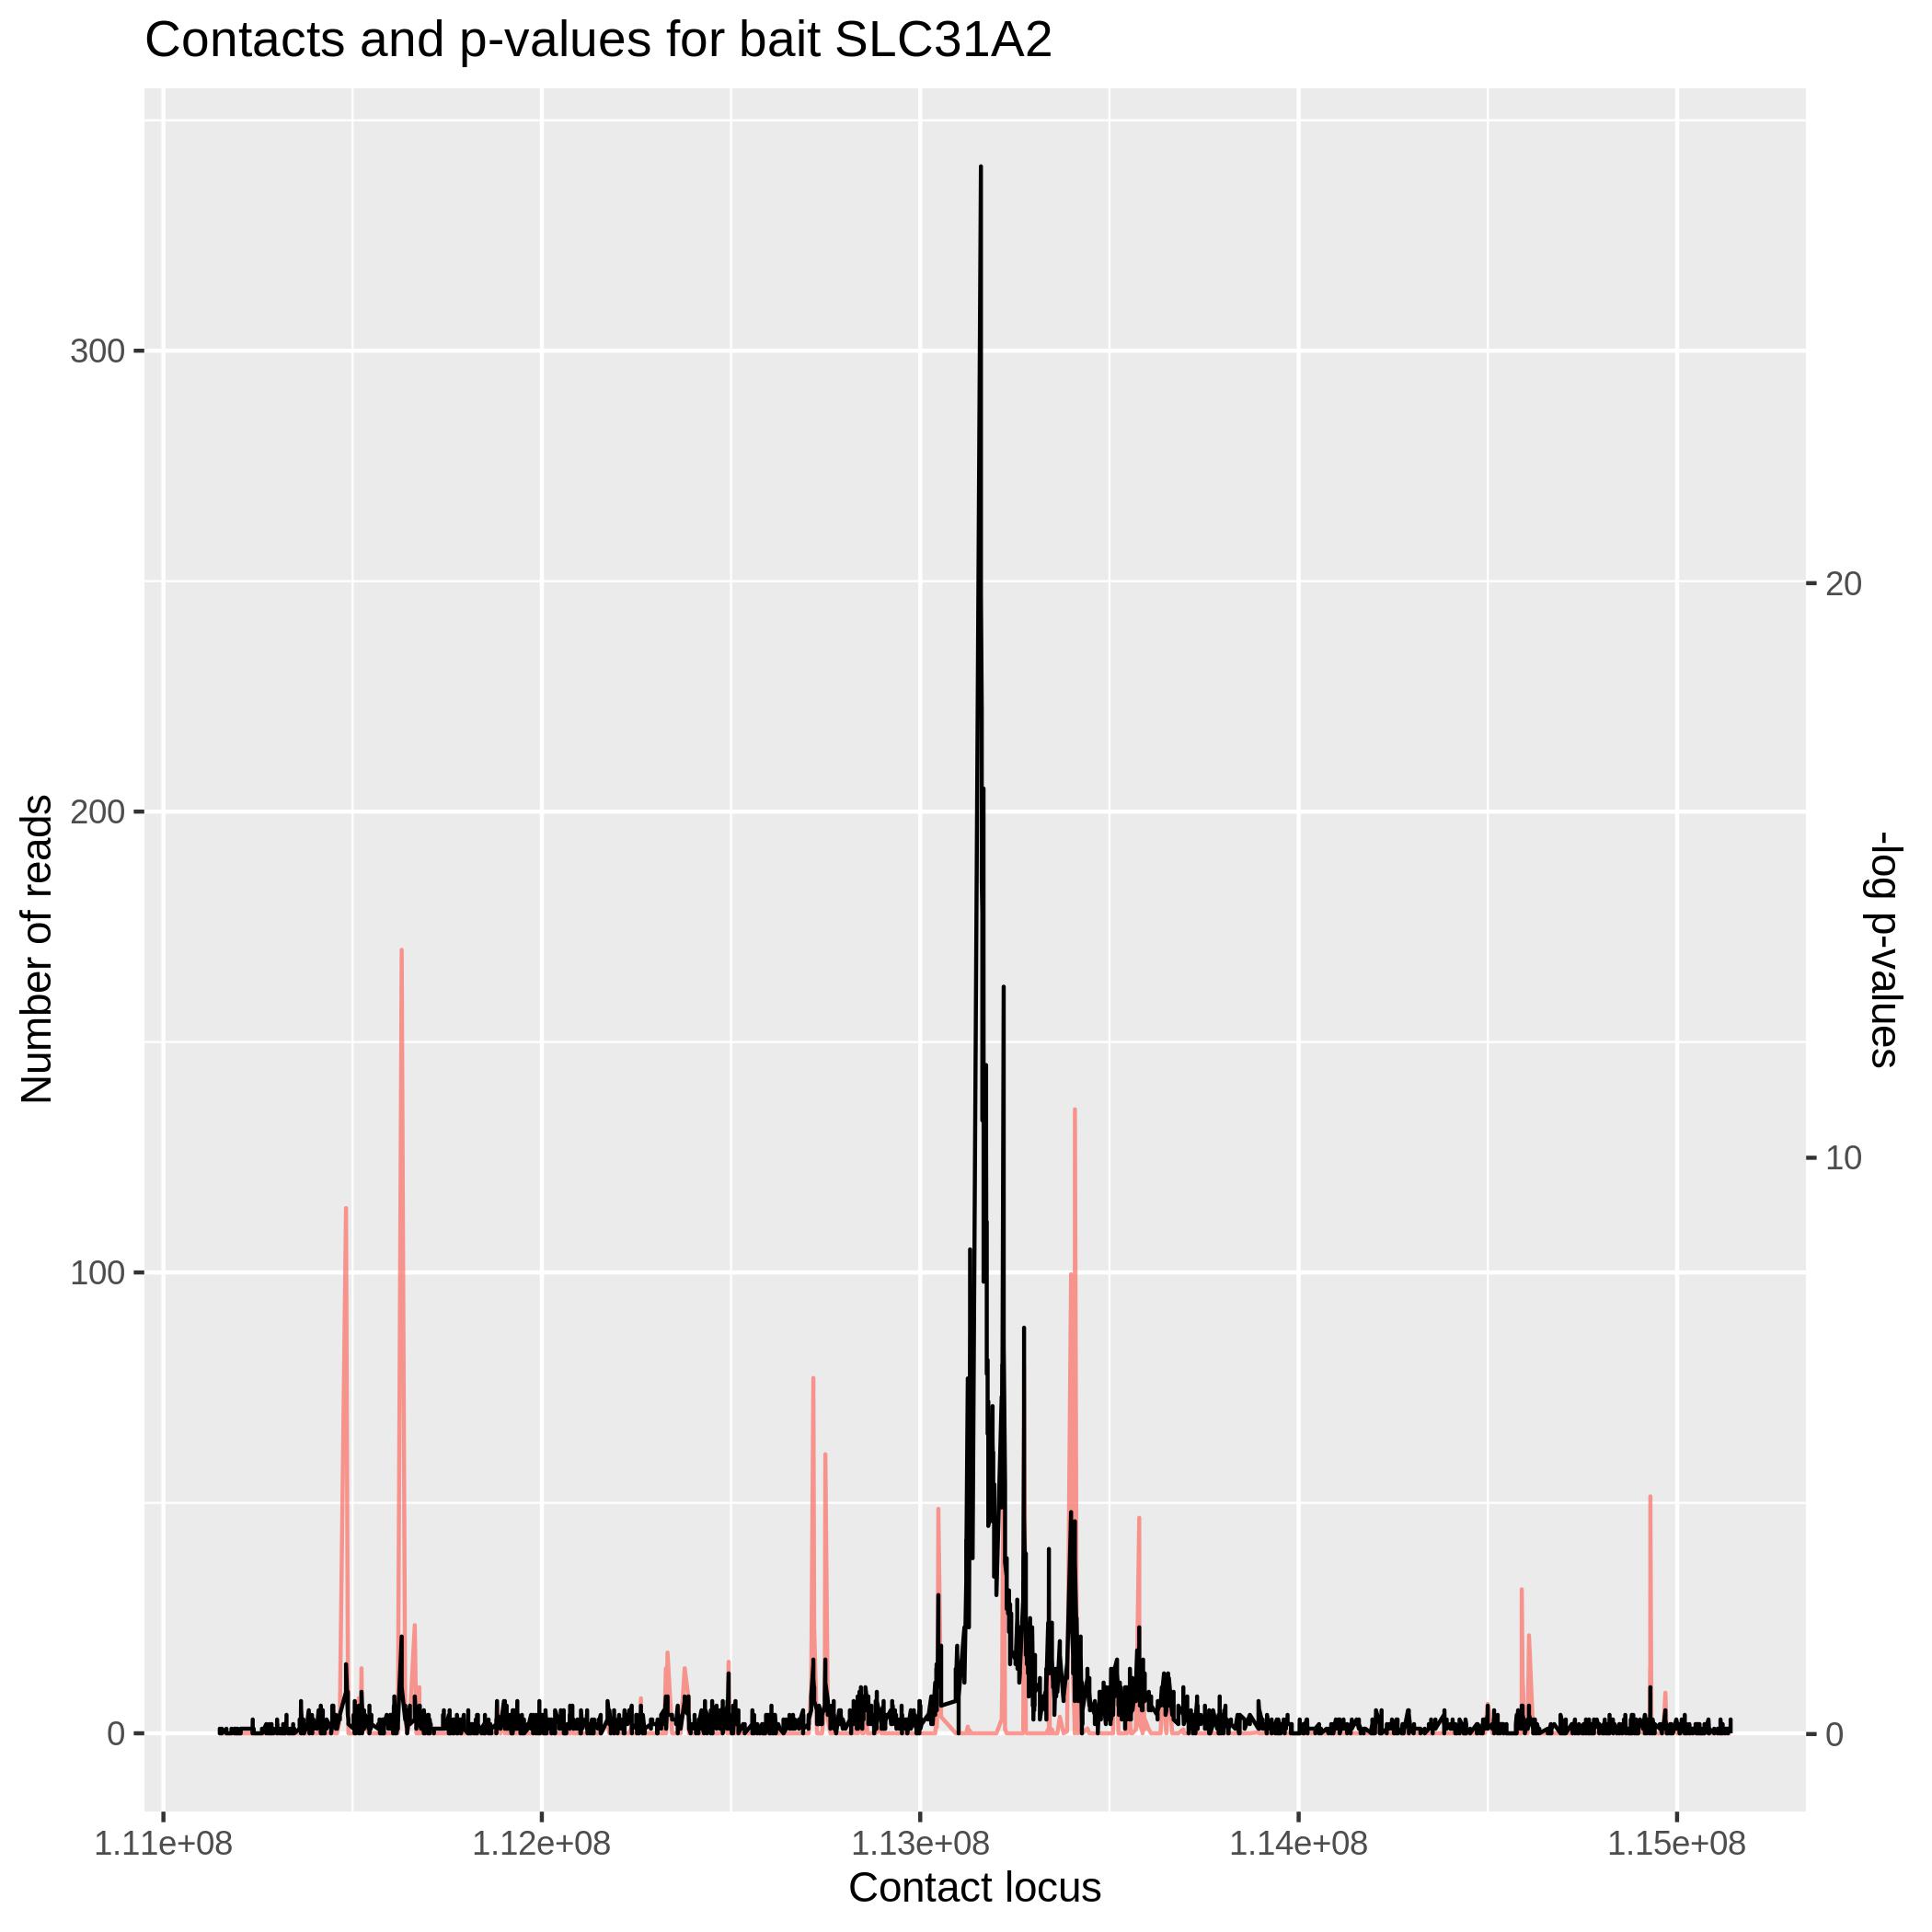 Contacts and p-values for bait SLC31A2
300
200
100
0
Number of reads
20
10
0
-log p-values
1.11e+08
1.12e+08
1.13e+08
1.14e+08
1.15e+08
Contact locus